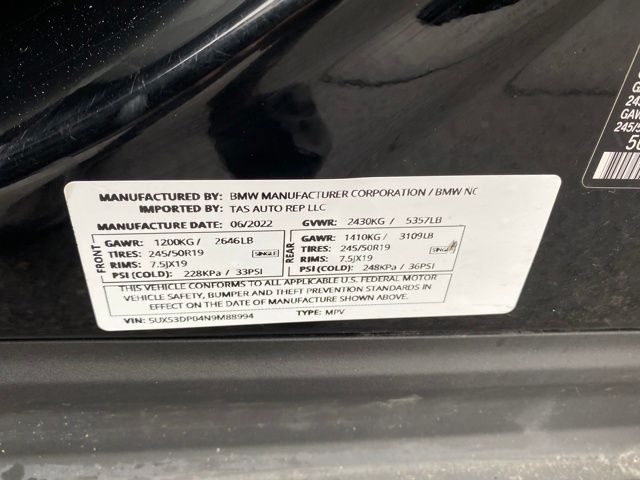 MANUFACTURED BY: BMW MANUFACTURER CORPORATION / BMW NC
IMPORTED BY: TAS AUTO REP LLC
MANUFACTURE DATE: 06/2022 GVWR: 2430KG / 5357LB
FRONT
GAWR: 1200KG / 2646LB
TIRES: 245/50R19 SINGLE
RIMS: 7.5JX19
PSI (COLD): 228KPa / 33PSI
REAR
GAWR: 1410KG / 3109LB
TIRES: 245/50R19 SINGLE
RIMS: 7.5JX19
PSI (COLD): 248KPa / 36PSI
THIS VEHICLE CONFORMS TO ALL APPLICABLE U.S. FEDERAL MOTOR
VEHICLE SAFETY, BUMPER AND THEFT PREVENTION STANDARDS IN
EFFECT ON THE DATE OF MANUFACTURE SHOWN ABOVE.
VIN: 5UX53DP04N9M88994 TYPE: MPV